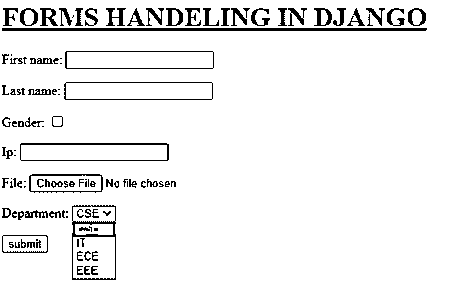 FORMS HANDELING IN DJANGO
First name:
Last name:
Gender:
Ip:
File: Choose File No file chosen
Department: CSE
submit
IT
ECE
EEE